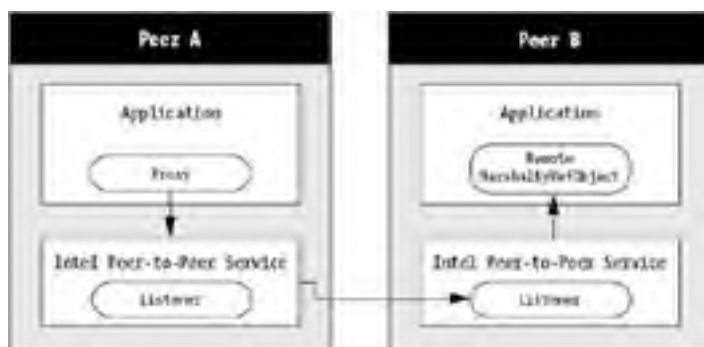 Peer A
Application
Proxy
Intel Peer-to-Peer Service
Listener
Peer B
Application
Remote
MarshalByRefObject
Intel Peer-to-Peer Service
Listener